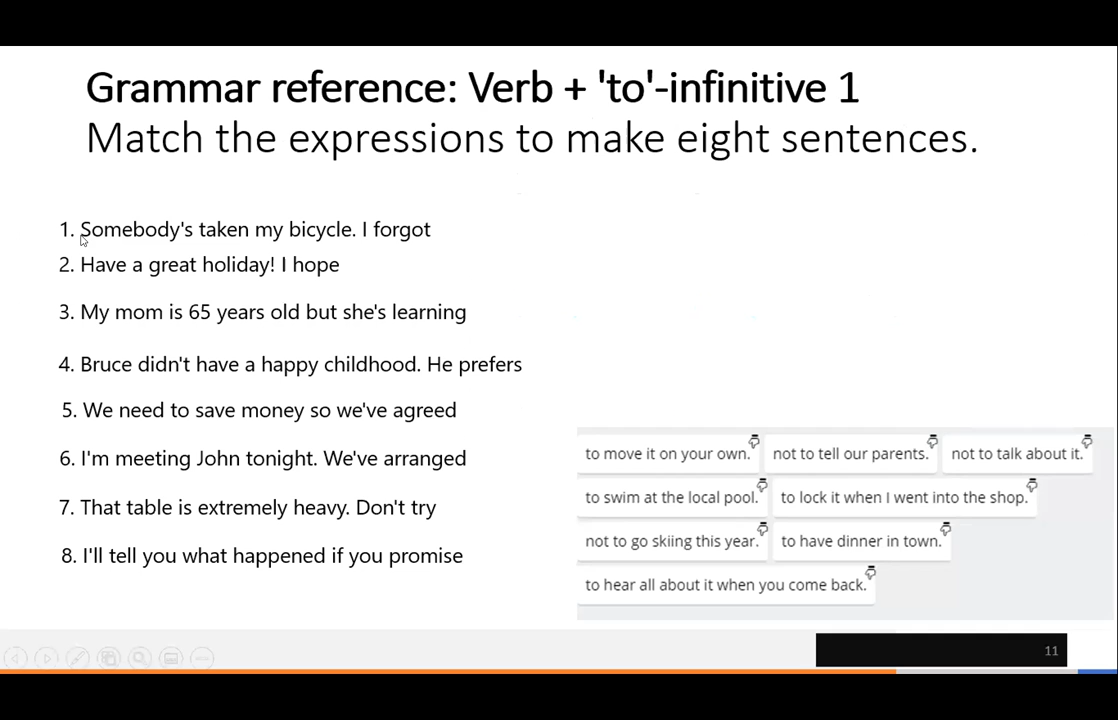 Grammar reference: Verb + 'to'-infinitive 1
Match the expressions to make eight sentences.
1. Somebody's taken my bicycle. I forgot
2. Have a great holiday! I hope
3. My mom is 65 years old but she's learning
4. Bruce didn't have a happy childhood. He prefers
5. We need to save money so we've agreed
6. I'm meeting John tonight. We've arranged
7. That table is extremely heavy. Don't try
8. I'll tell you what happened if you promise
to move it on your own. not to tell our parents. not to talk about it.
to swim at the local pool. to lock it when I went into the shop.
not to go skiing this year. to have dinner in town.
to hear all about it when you come back.
11